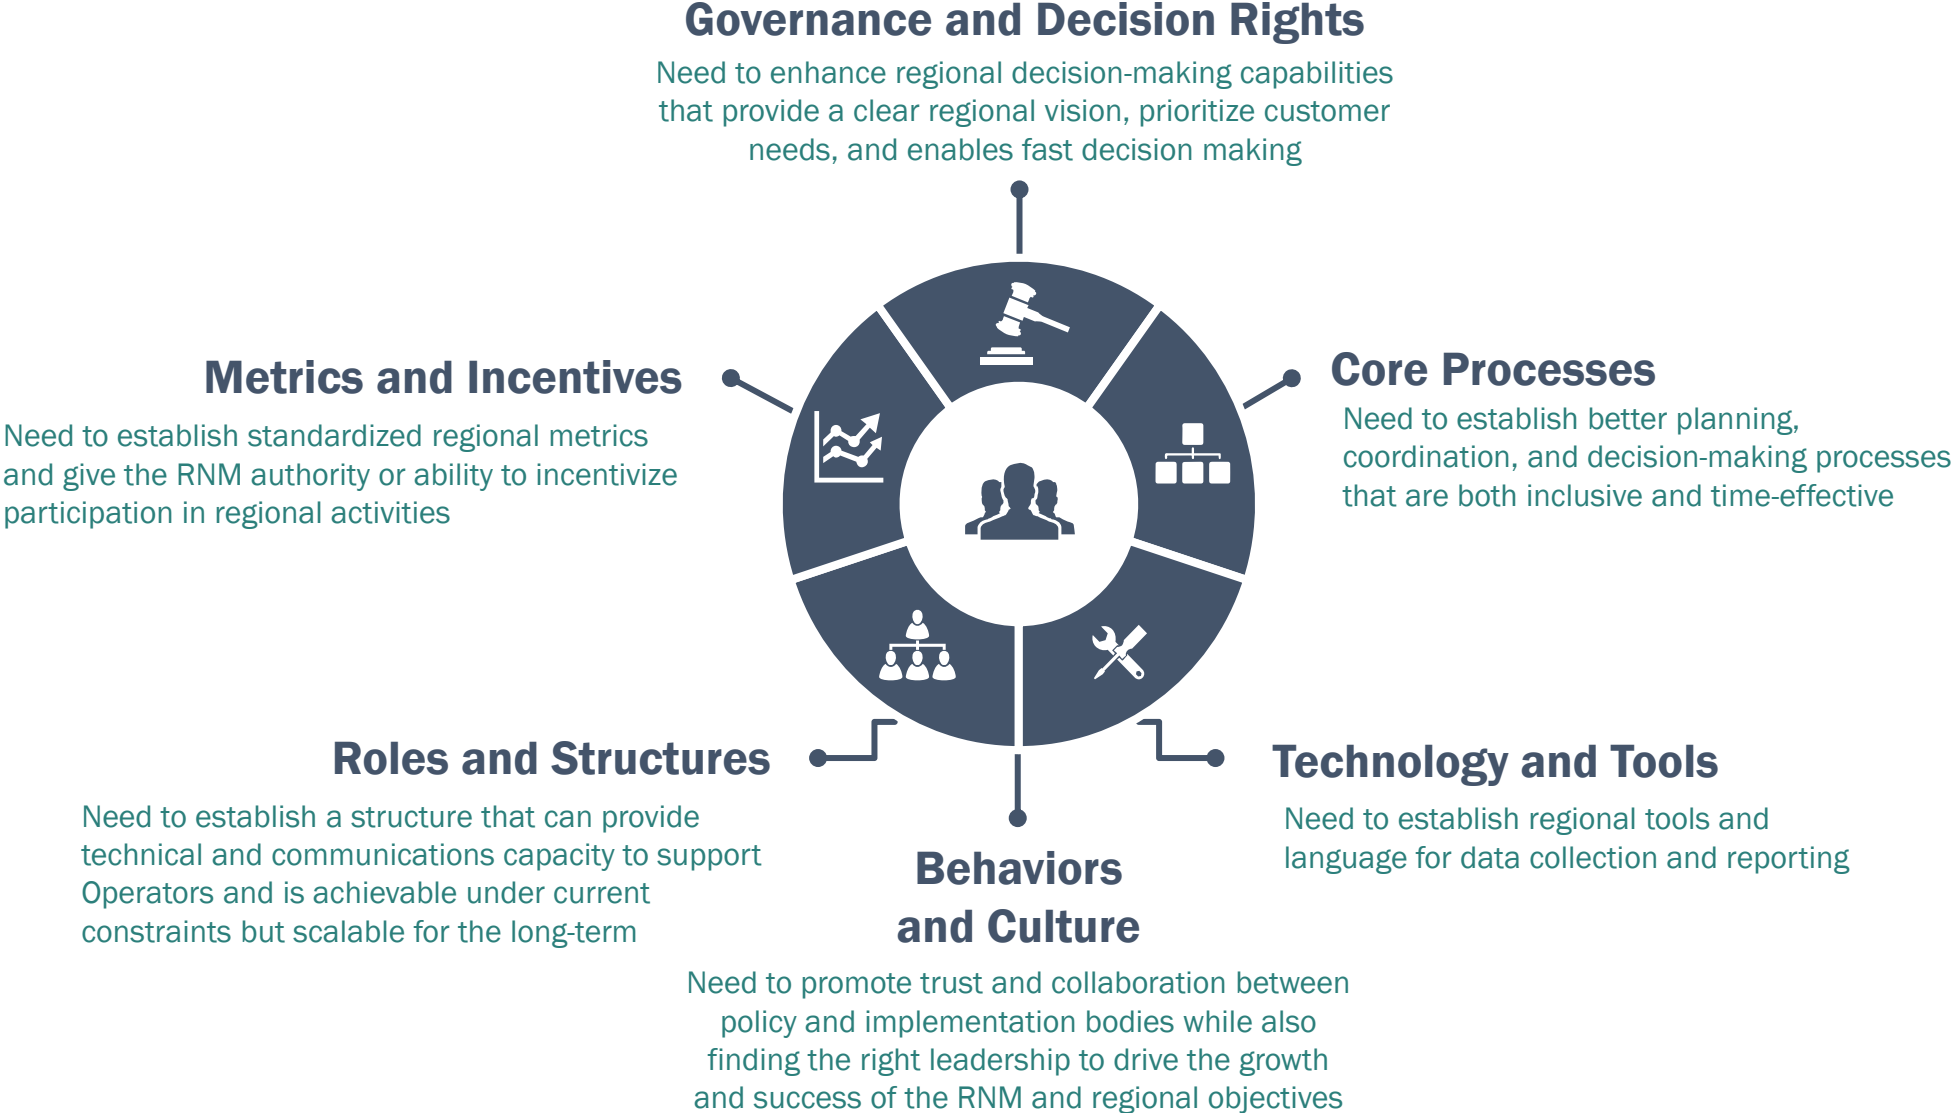 Governance and Decision Rights
Need to enhance regional decision-making capabilities
that provide a clear regional vision, prioritize customer
needs, and enables fast decision making
Metrics and Incentives
Need to establish standardized regional metrics
and give the RNM authority or ability to incentivize
participation in regional activities
Core Processes
Need to establish better planning,
coordination, and decision-making processes
that are both inclusive and time-effective
Roles and Structures
Need to establish a structure that can provide
technical and communications capacity to support
Operators and is achievable under current
constraints but scalable for the long-term
Technology and Tools
Need to establish regional tools and
language for data collection and reporting
Behaviors
and Culture
Need to promote trust and collaboration between
policy and implementation bodies while also
finding the right leadership to drive the growth
and success of the RNM and regional objectives